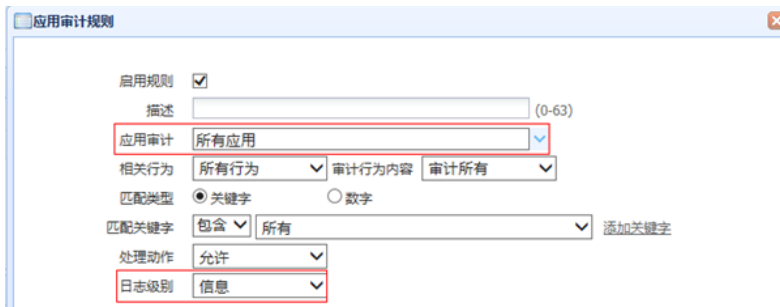 应用审计规则
启用规则
描述 (0-63)
应用审计 所有应用
相关行为 所有行为 审计行为内容 审计所有
匹配类型 关键字 数字
匹配关键字 包含 所有 添加关键字
处理动作 允许
日志级别 信息